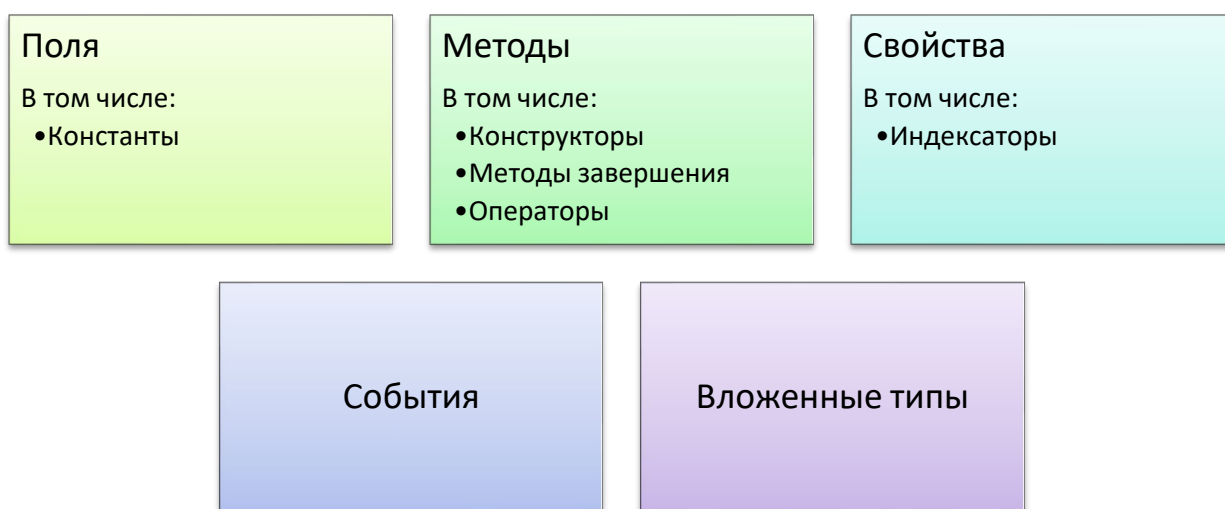 Поля
В том числе:
•Константы
Методы
В том числе:
•Конструкторы
•Методы завершения
•Операторы
Свойства
В том числе:
•Индексаторы
События
Вложенные типы